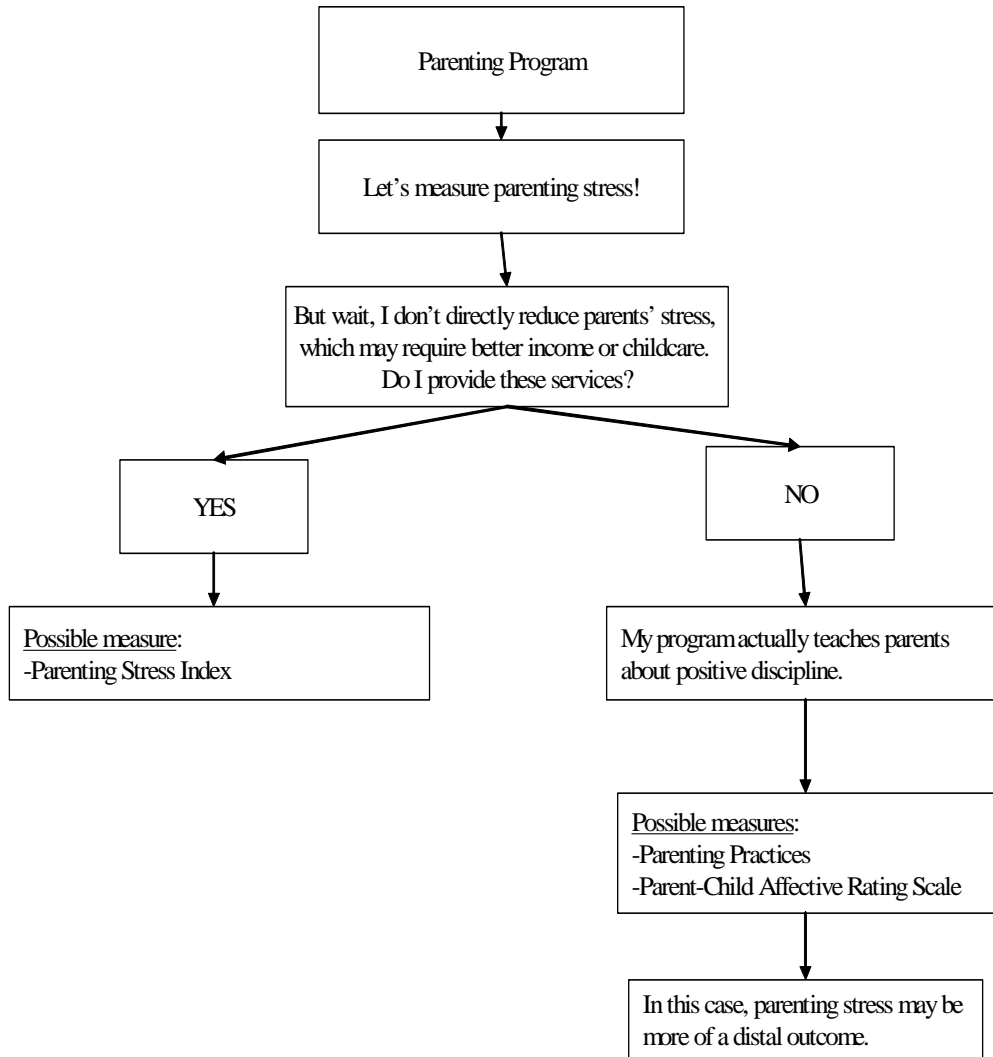 Parenting Program
Let’s measure parenting stress!
But wait, I don’t directly reduce parents’ stress,
which may require better income or childcare.
Do I provide these services?
YES
NO
Possible measure:
-Parenting Stress Index
My program actually teaches parents
about positive discipline.
Possible measures:
-Parenting Practices
-Parent-Child Affective Rating Scale
In this case, parenting stress may be
more of a distal outcome.